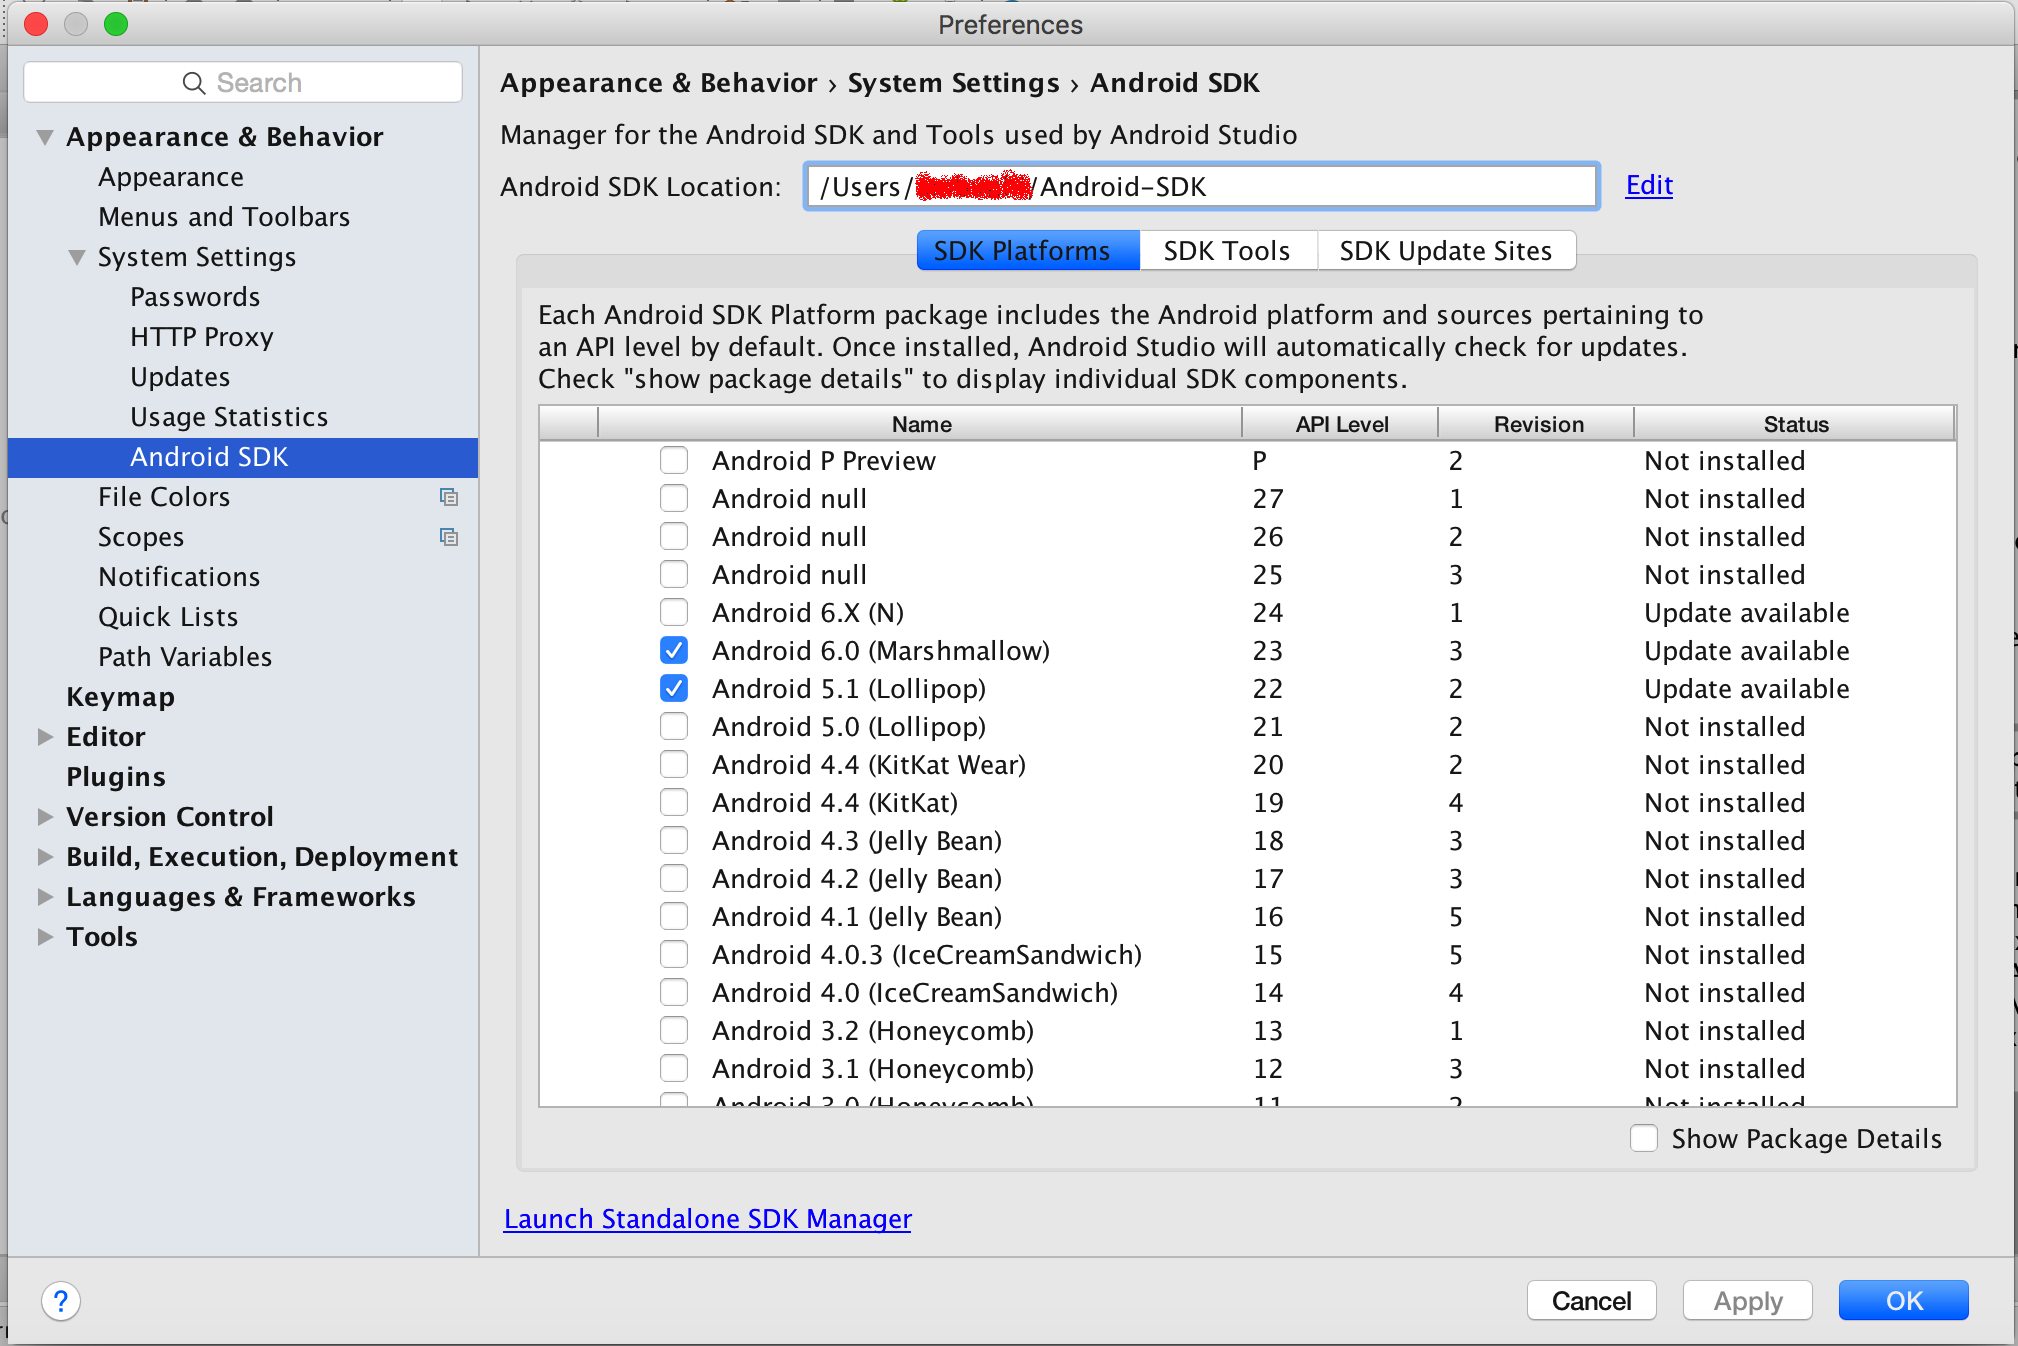 Preferences
Search
Appearance & Behavior
Appearance
Menus and Toolbars
System Settings
Passwords
HTTP Proxy
Updates
Usage Statistics
Android SDK
File Colors
Scopes
Notifications
Quick Lists
Path Variables
Keymap
Editor
Plugins
Version Control
Build, Execution, Deployment
Languages & Frameworks
Tools
Appearance & Behavior › System Settings › Android SDK
Manager for the Android SDK and Tools used by Android Studio
Android SDK Location: /Users/ /Android-SDK Edit
SDK Platforms SDK Tools SDK Update Sites
Each Android SDK Platform package includes the Android platform and sources pertaining to
an API level by default. Once installed, Android Studio will automatically check for updates.
Check "show package details" to display individual SDK components.
Name API Level Revision Status
Android P Preview P 2 Not installed
Android null 27 1 Not installed
Android null 26 2 Not installed
Android null 25 3 Not installed
Android 6.X (N) 24 1 Update available
Android 6.0 (Marshmallow) 23 3 Update available
Android 5.1 (Lollipop) 22 2 Update available
Android 5.0 (Lollipop) 21 2 Not installed
Android 4.4 (KitKat Wear) 20 2 Not installed
Android 4.4 (KitKat) 19 4 Not installed
Android 4.3 (Jelly Bean) 18 3 Not installed
Android 4.2 (Jelly Bean) 17 3 Not installed
Android 4.1 (Jelly Bean) 16 5 Not installed
Android 4.0.3 (IceCreamSandwich) 15 5 Not installed
Android 4.0 (IceCreamSandwich) 14 4 Not installed
Android 3.2 (Honeycomb) 13 1 Not installed
Android 3.1 (Honeycomb) 12 3 Not installed
Android 3.0 (Honeycomb) 11 2 Not installed
Show Package Details
Launch Standalone SDK Manager
? Cancel Apply OK